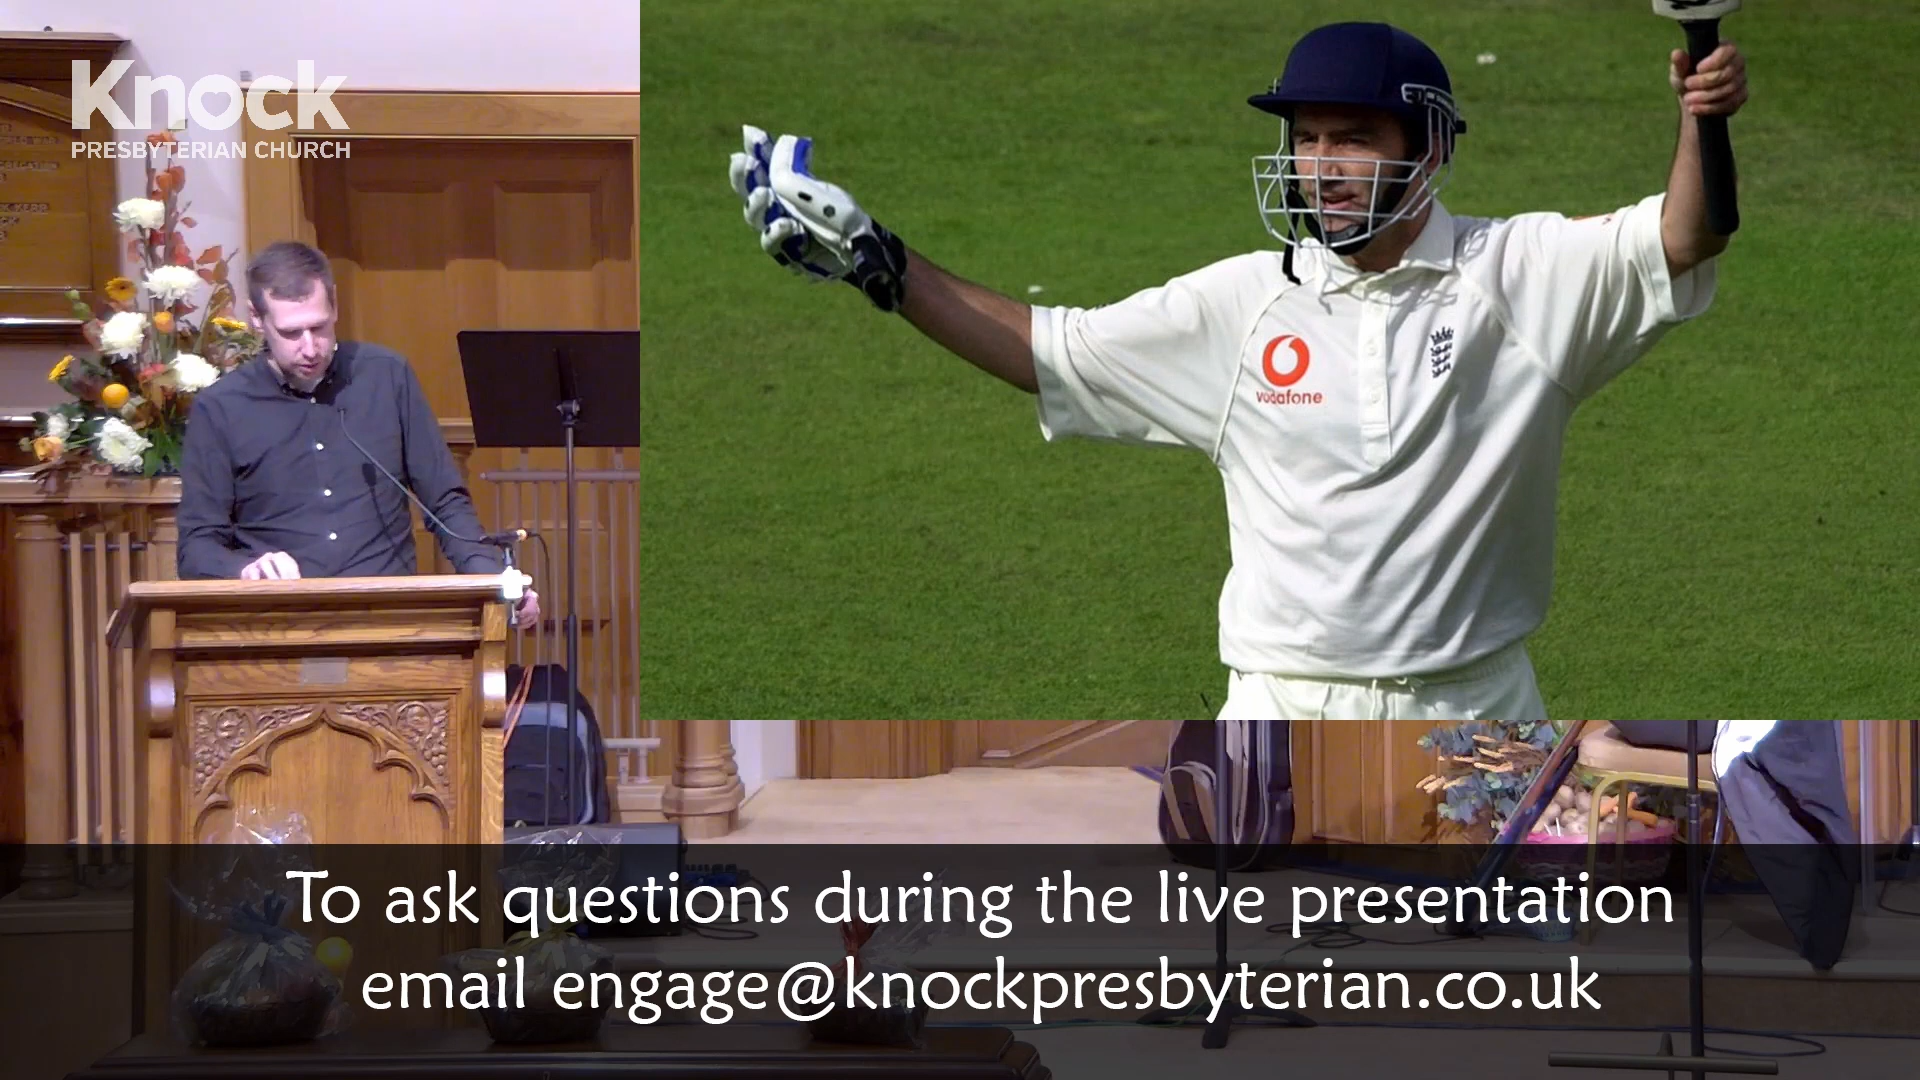 Knock
PRESBYTERIAN CHURCH
vodafone
To ask questions during the live presentation
email engage@knockpresbyterian.co.uk